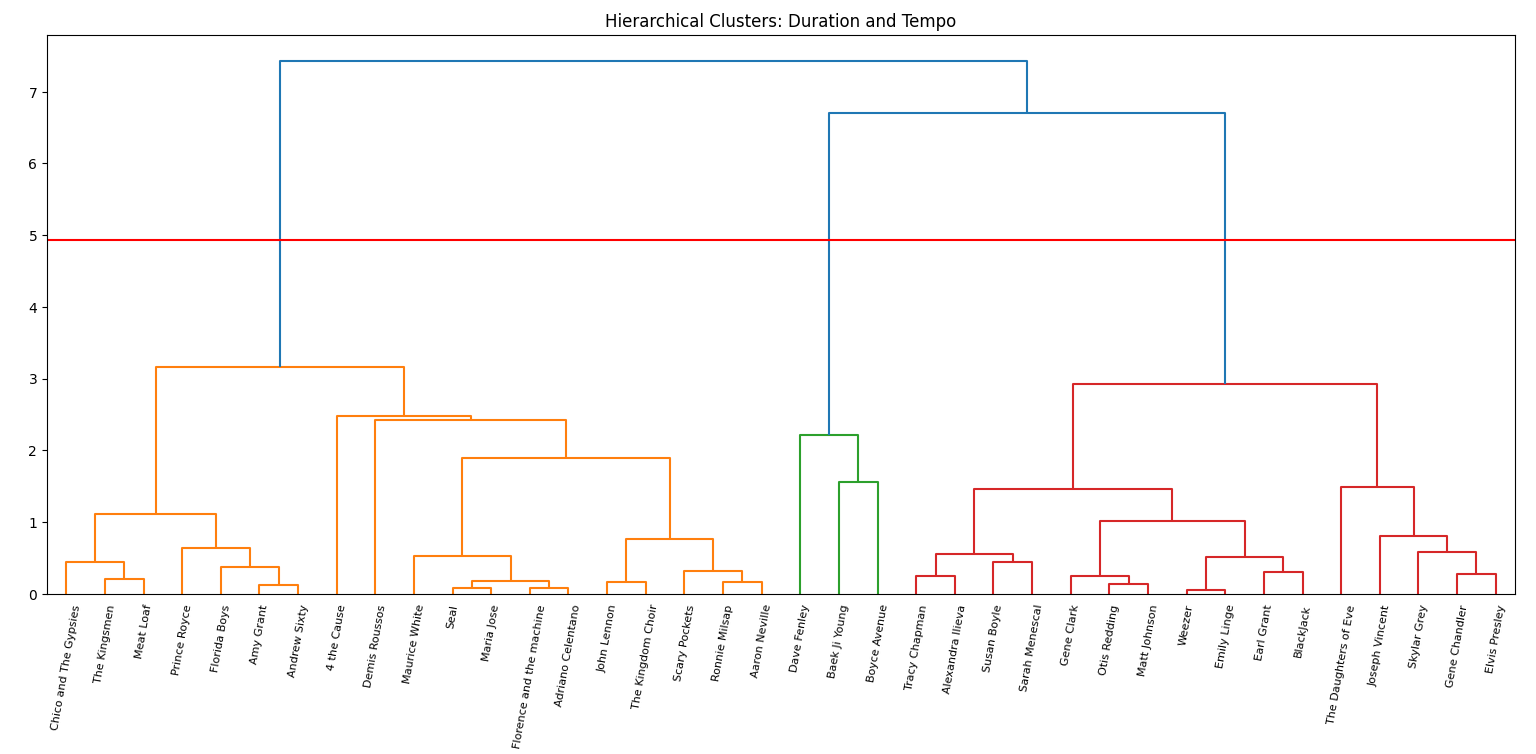 Hierarchical Clusters: Duration and Tempo
7
6
5
4
3
2
1
0
Chico and The Gypsies
The Kingsmen
Meat Loaf
Prince Royce
Florida Boys
Amy Grant
Andrew Sixty
4 the Cause
Demis Roussos
Maurice White
Seal
Maria Jose
Florence and the machine
Adriano Celentano
John Lennon
The Kingdom Choir
Scary Pockets
Ronnie Milsap
Aaron Neville
Dave Fenley
Baek Ji Young
Boyce Avenue
Tracy Chapman
Alexandra Ilieva
Susan Boyle
Sarah Menescal
Gene Clark
Otis Redding
Matt Johnson
Weezer
Emily Linge
Earl Grant
BlackJack
The Daughters of Eve
Joseph Vincent
Skylar Grey
Gene Chandler
Elvis Presley